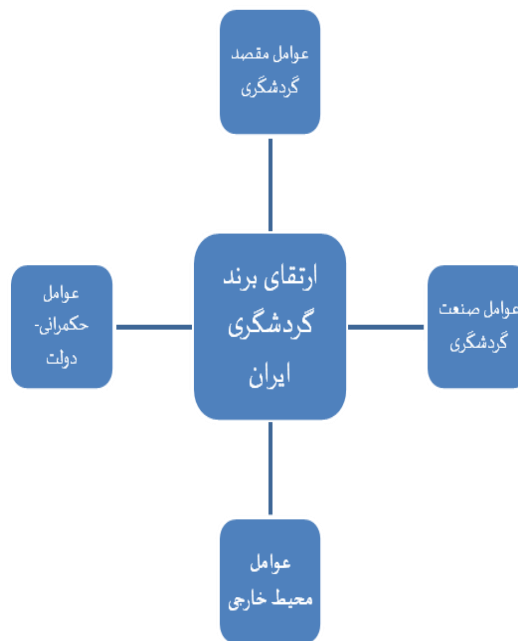 عوامل مقصد
گردشگری
ارتقای برند
گردشگری
ایران
عوامل صنعت
گردشگری
عوامل
حکمرانی-
دولت
عوامل
محیط خارجی